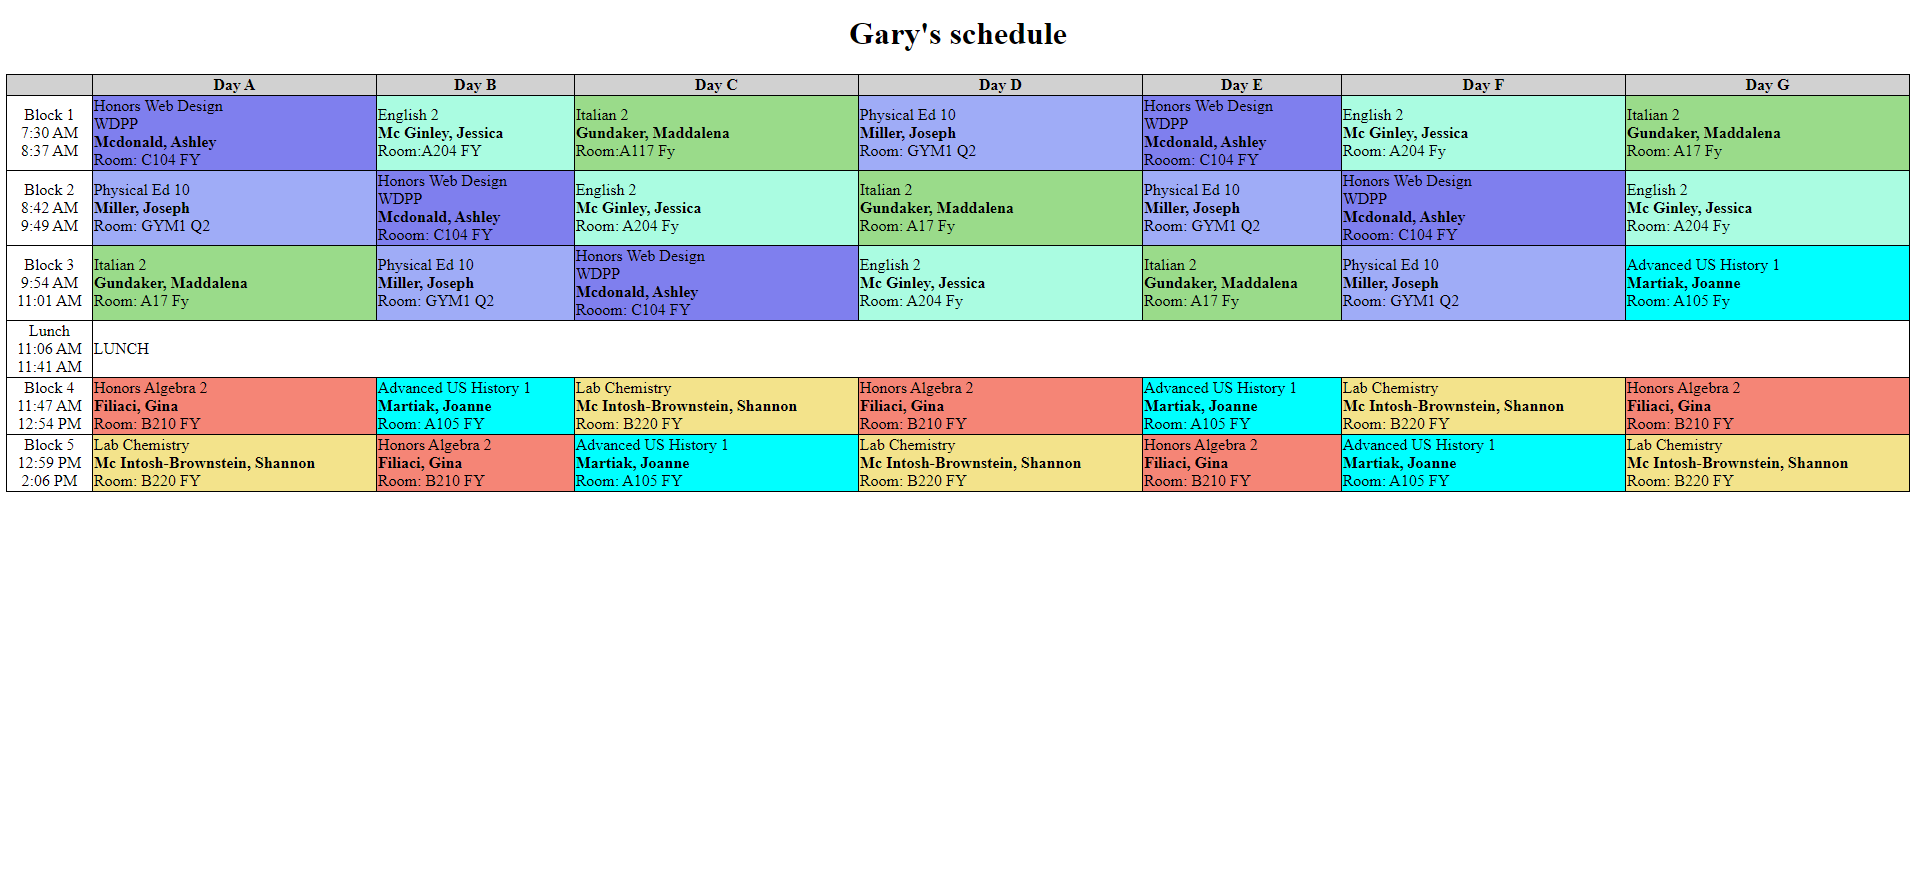 Gary's schedule
Day A
Day B
Day C
Day D
Day E
Day F
Day G
Block 1
7:30 AM
8:37 AM
Honors Web Design
WDPP
Mcdonald, Ashley
Room: C104 FY
English 2
Mc Ginley, Jessica
Room:A204 FY
Italian 2
Gundaker, Maddalena
Room:A117 Fy
Physical Ed 10
Miller, Joseph
Room: GYM1 Q2
Honors Web Design
WDPP
Mcdonald, Ashley
Rooom: C104 FY
English 2
Mc Ginley, Jessica
Room: A204 Fy
Italian 2
Gundaker, Maddalena
Room: A17 Fy
Block 2
8:42 AM
9:49 AM
Physical Ed 10
Miller, Joseph
Room: GYM1 Q2
Honors Web Design
WDPP
Mcdonald, Ashley
Rooom: C104 FY
English 2
Mc Ginley, Jessica
Room: A204 Fy
Italian 2
Gundaker, Maddalena
Room: A17 Fy
Physical Ed 10
Miller, Joseph
Room: GYM1 Q2
Honors Web Design
WDPP
Mcdonald, Ashley
Rooom: C104 FY
English 2
Mc Ginley, Jessica
Room: A204 Fy
Block 3
9:54 AM
11:01 AM
Italian 2
Gundaker, Maddalena
Room: A17 Fy
Physical Ed 10
Miller, Joseph
Room: GYM1 Q2
Honors Web Design
WDPP
Mcdonald, Ashley
Rooom: C104 FY
English 2
Mc Ginley, Jessica
Room: A204 Fy
Italian 2
Gundaker, Maddalena
Room: A17 Fy
Physical Ed 10
Miller, Joseph
Room: GYM1 Q2
Advanced US History 1
Martiak, Joanne
Room: A105 Fy
Lunch
11:06 AM
11:41 AM
LUNCH
Block 4
11:47 AM
12:54 PM
Honors Algebra 2
Filiaci, Gina
Room: B210 FY
Advanced US History 1
Martiak, Joanne
Room: A105 FY
Lab Chemistry
Mc Intosh-Brownstein, Shannon
Room: B220 FY
Honors Algebra 2
Filiaci, Gina
Room: B210 FY
Advanced US History 1
Martiak, Joanne
Room: A105 FY
Lab Chemistry
Mc Intosh-Brownstein, Shannon
Room: B220 FY
Honors Algebra 2
Filiaci, Gina
Room: B210 FY
Block 5
12:59 PM
2:06 PM
Lab Chemistry
Mc Intosh-Brownstein, Shannon
Room: B220 FY
Honors Algebra 2
Filiaci, Gina
Room: B210 FY
Advanced US History 1
Martiak, Joanne
Room: A105 FY
Lab Chemistry
Mc Intosh-Brownstein, Shannon
Room: B220 FY
Honors Algebra 2
Filiaci, Gina
Room: B210 FY
Advanced US History 1
Martiak, Joanne
Room: A105 FY
Lab Chemistry
Mc Intosh-Brownstein, Shannon
Room: B220 FY